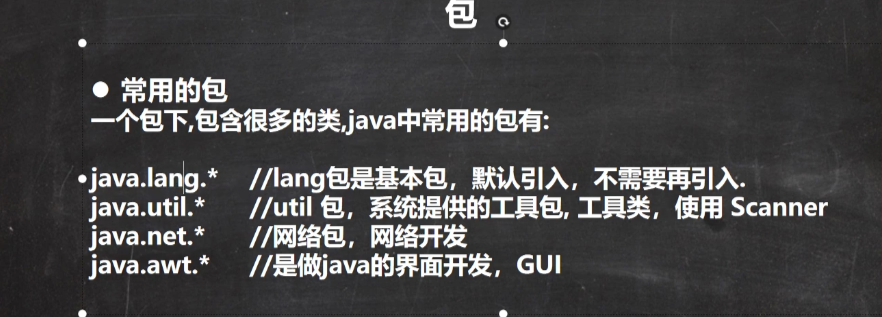 包
● 常用的包
一个包下,包含很多的类,java中常用的包有:
java.lang.* //lang包是基本包，默认引入，不需要再引入.
java.util.* //util 包，系统提供的工具包, 工具类，使用 Scanner
java.net.* //网络包，网络开发
java.awt.* //是做java的界面开发，GUI